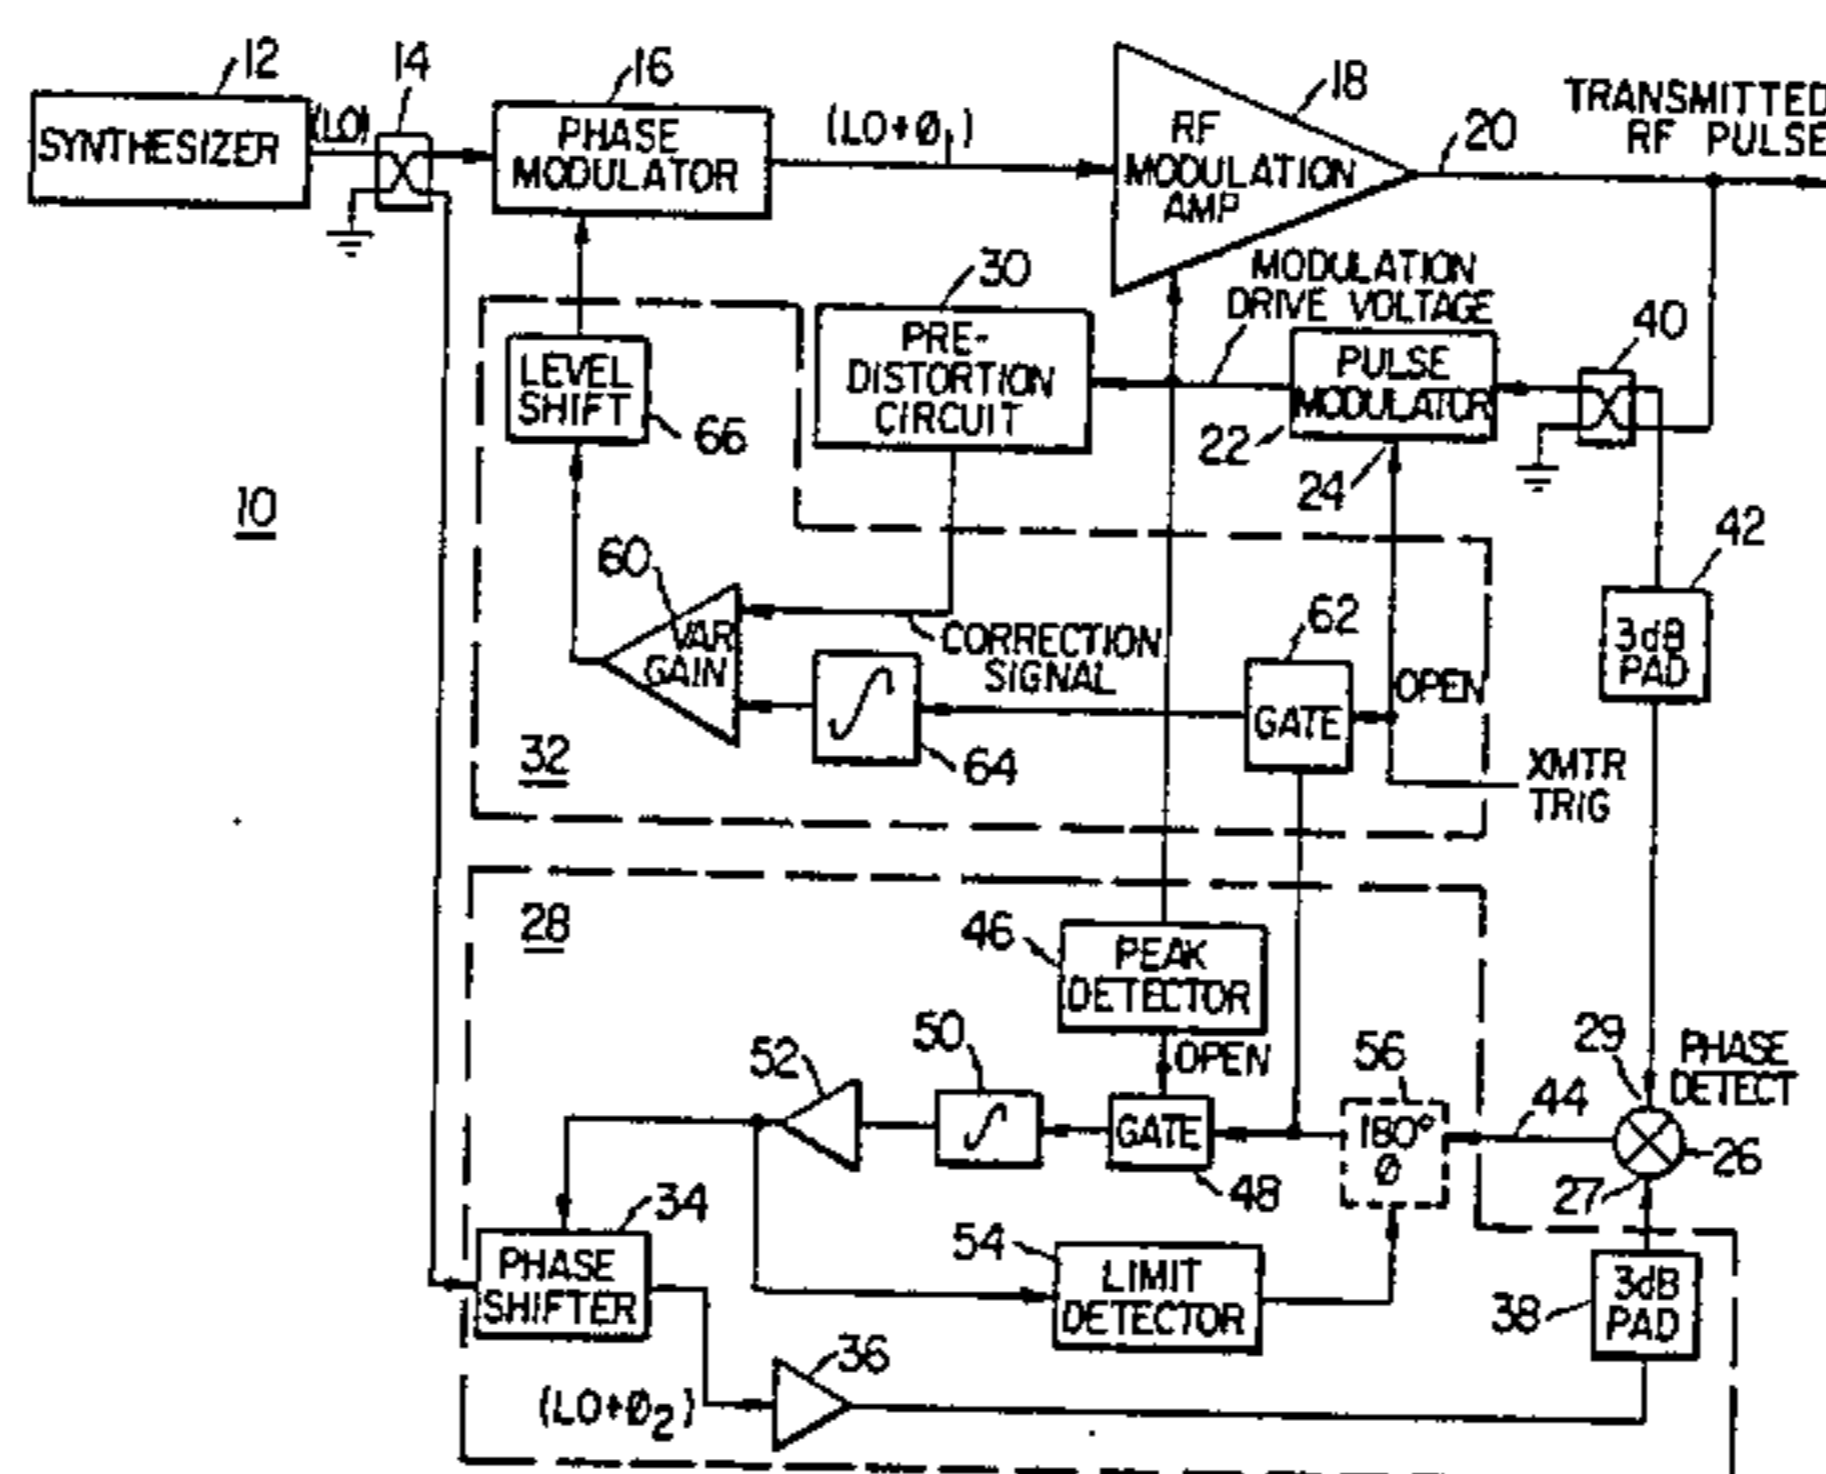 12
14
16
18
20
TRANSMITTED
RF PULSE
SYNTHESIZER
(LO)
PHASE
MODULATOR
(LO+Ø1)
RF
MODULATION
AMP
30
MODULATION
DRIVE VOLTAGE
40
LEVEL
SHIFT
66
PRE-
DISTORTION
CIRCUIT
PULSE
MODULATOR
22
24
10
42
60
VAR
GAIN
CORRECTION
SIGNAL
62
3dB
PAD
OPEN
GATE
32
64
XMTR
TRIG
28
46
PEAK
DETECTOR
OPEN
50
52
56
29
PHASE
DETECT
GATE
180°
Ø
44
26
48
27
34
54
PHASE
SHIFTER
LIMIT
DETECTOR
38
3dB
PAD
36
(LO+Ø2)